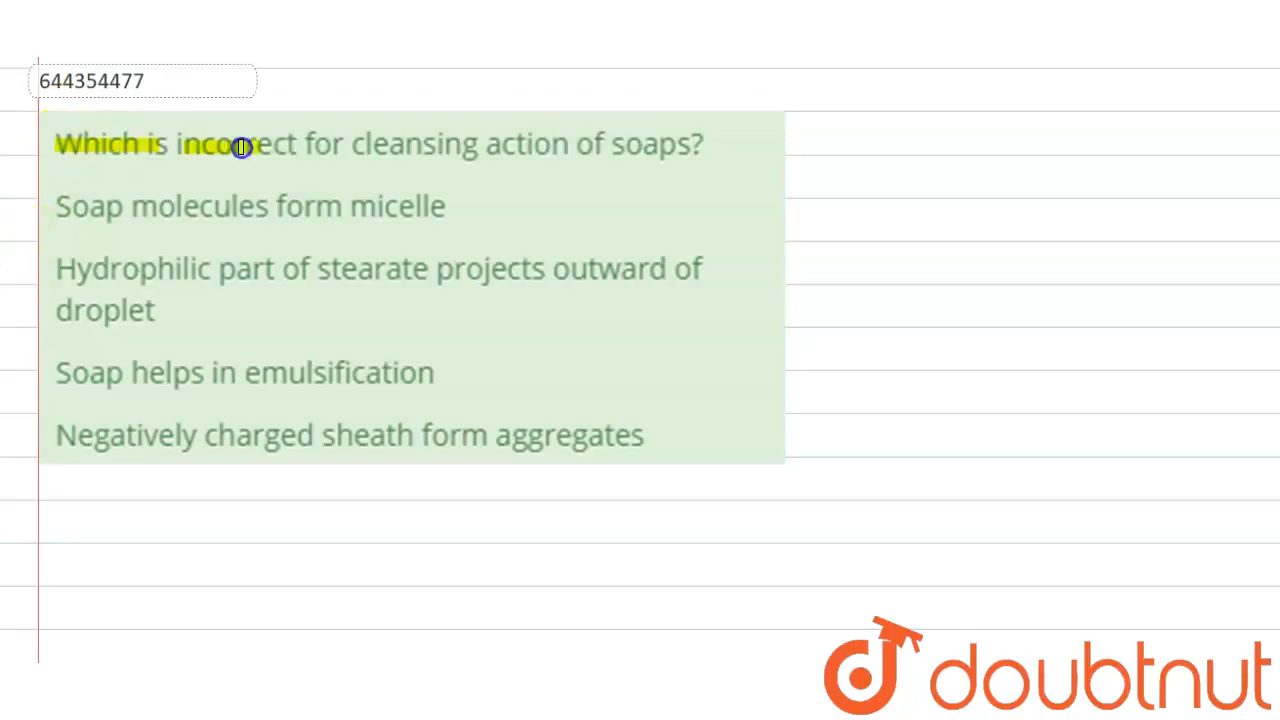 644354477
Which is incorrect for cleansing action of soaps?
Soap molecules form micelle
Hydrophilic part of stearate projects outward of
droplet
Soap helps in emulsification
Negatively charged sheath form aggregates
doubtnut